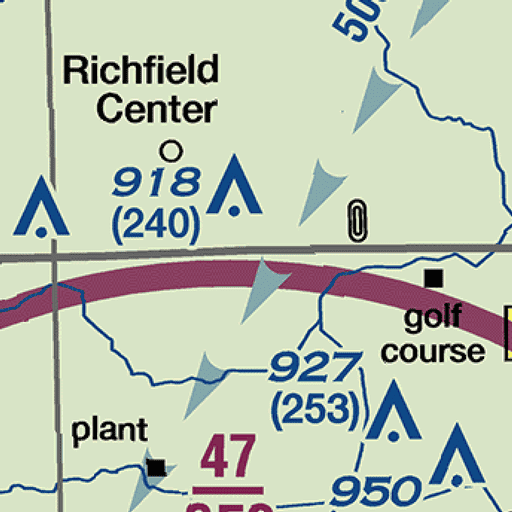 Richfield
Center
918
(240)
golf
course
927
(253)
plant
47
950